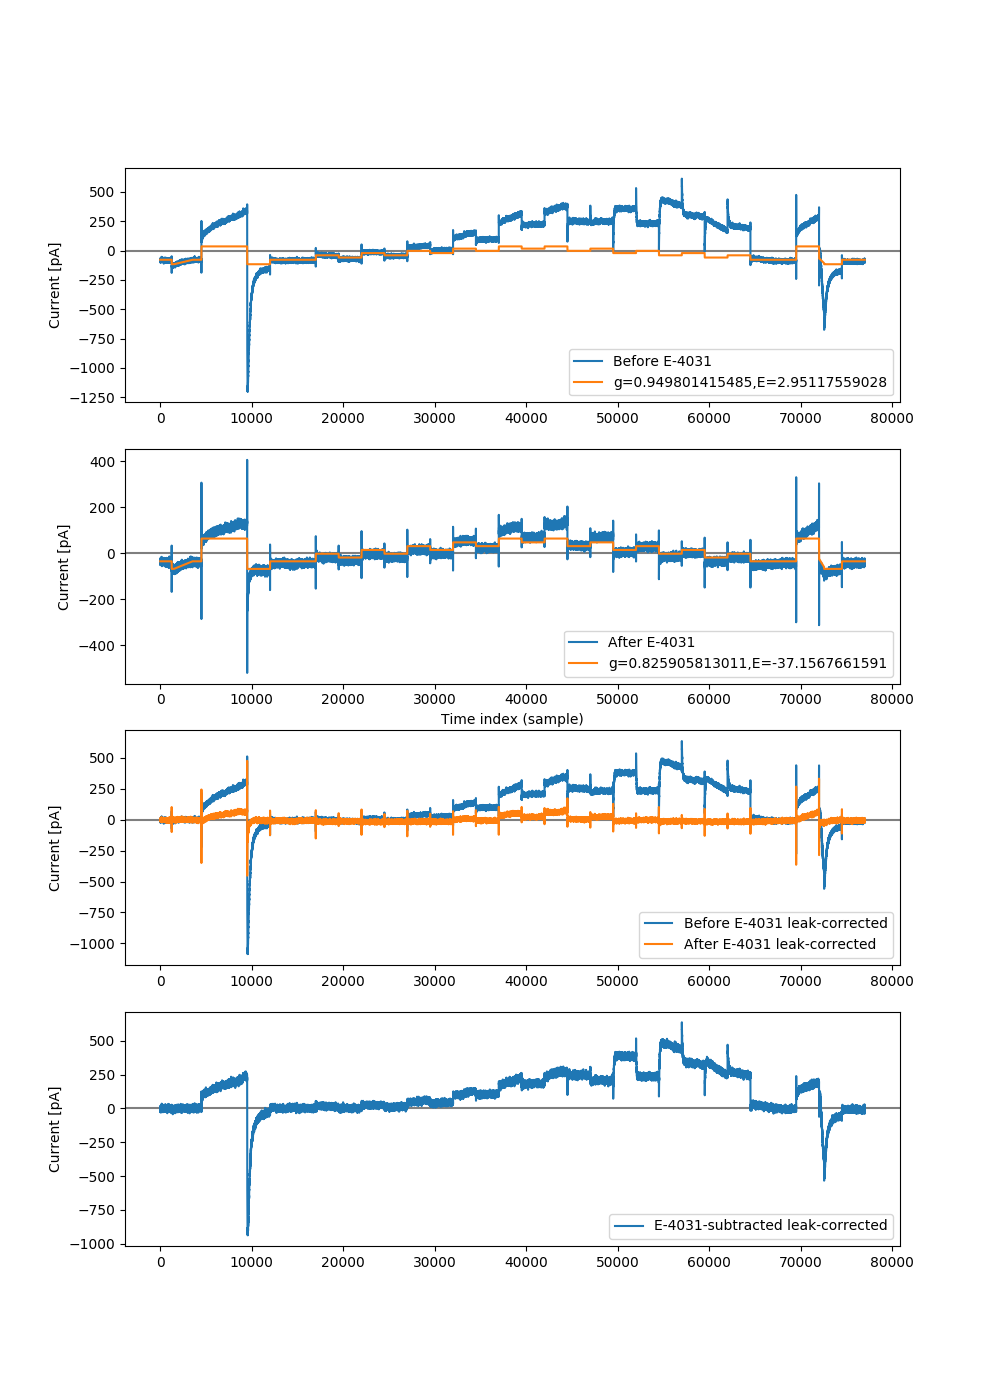 500
250
0
−250
−500
−750
−1000
−1250
Current [pA]
Before E-4031
g=0.949801415485,E=2.95117559028
0 10000 20000 30000 40000 50000 60000 70000 80000
400
200
0
−200
−400
Current [pA]
After E-4031
g=0.825905813011,E=-37.1567661591
0 10000 20000 30000 40000 50000 60000 70000 80000
Time index (sample)
500
250
0
−250
−500
−750
−1000
Current [pA]
Before E-4031 leak-corrected
After E-4031 leak-corrected
0 10000 20000 30000 40000 50000 60000 70000 80000
500
250
0
−250
−500
−750
−1000
Current [pA]
E-4031-subtracted leak-corrected
0 10000 20000 30000 40000 50000 60000 70000 80000